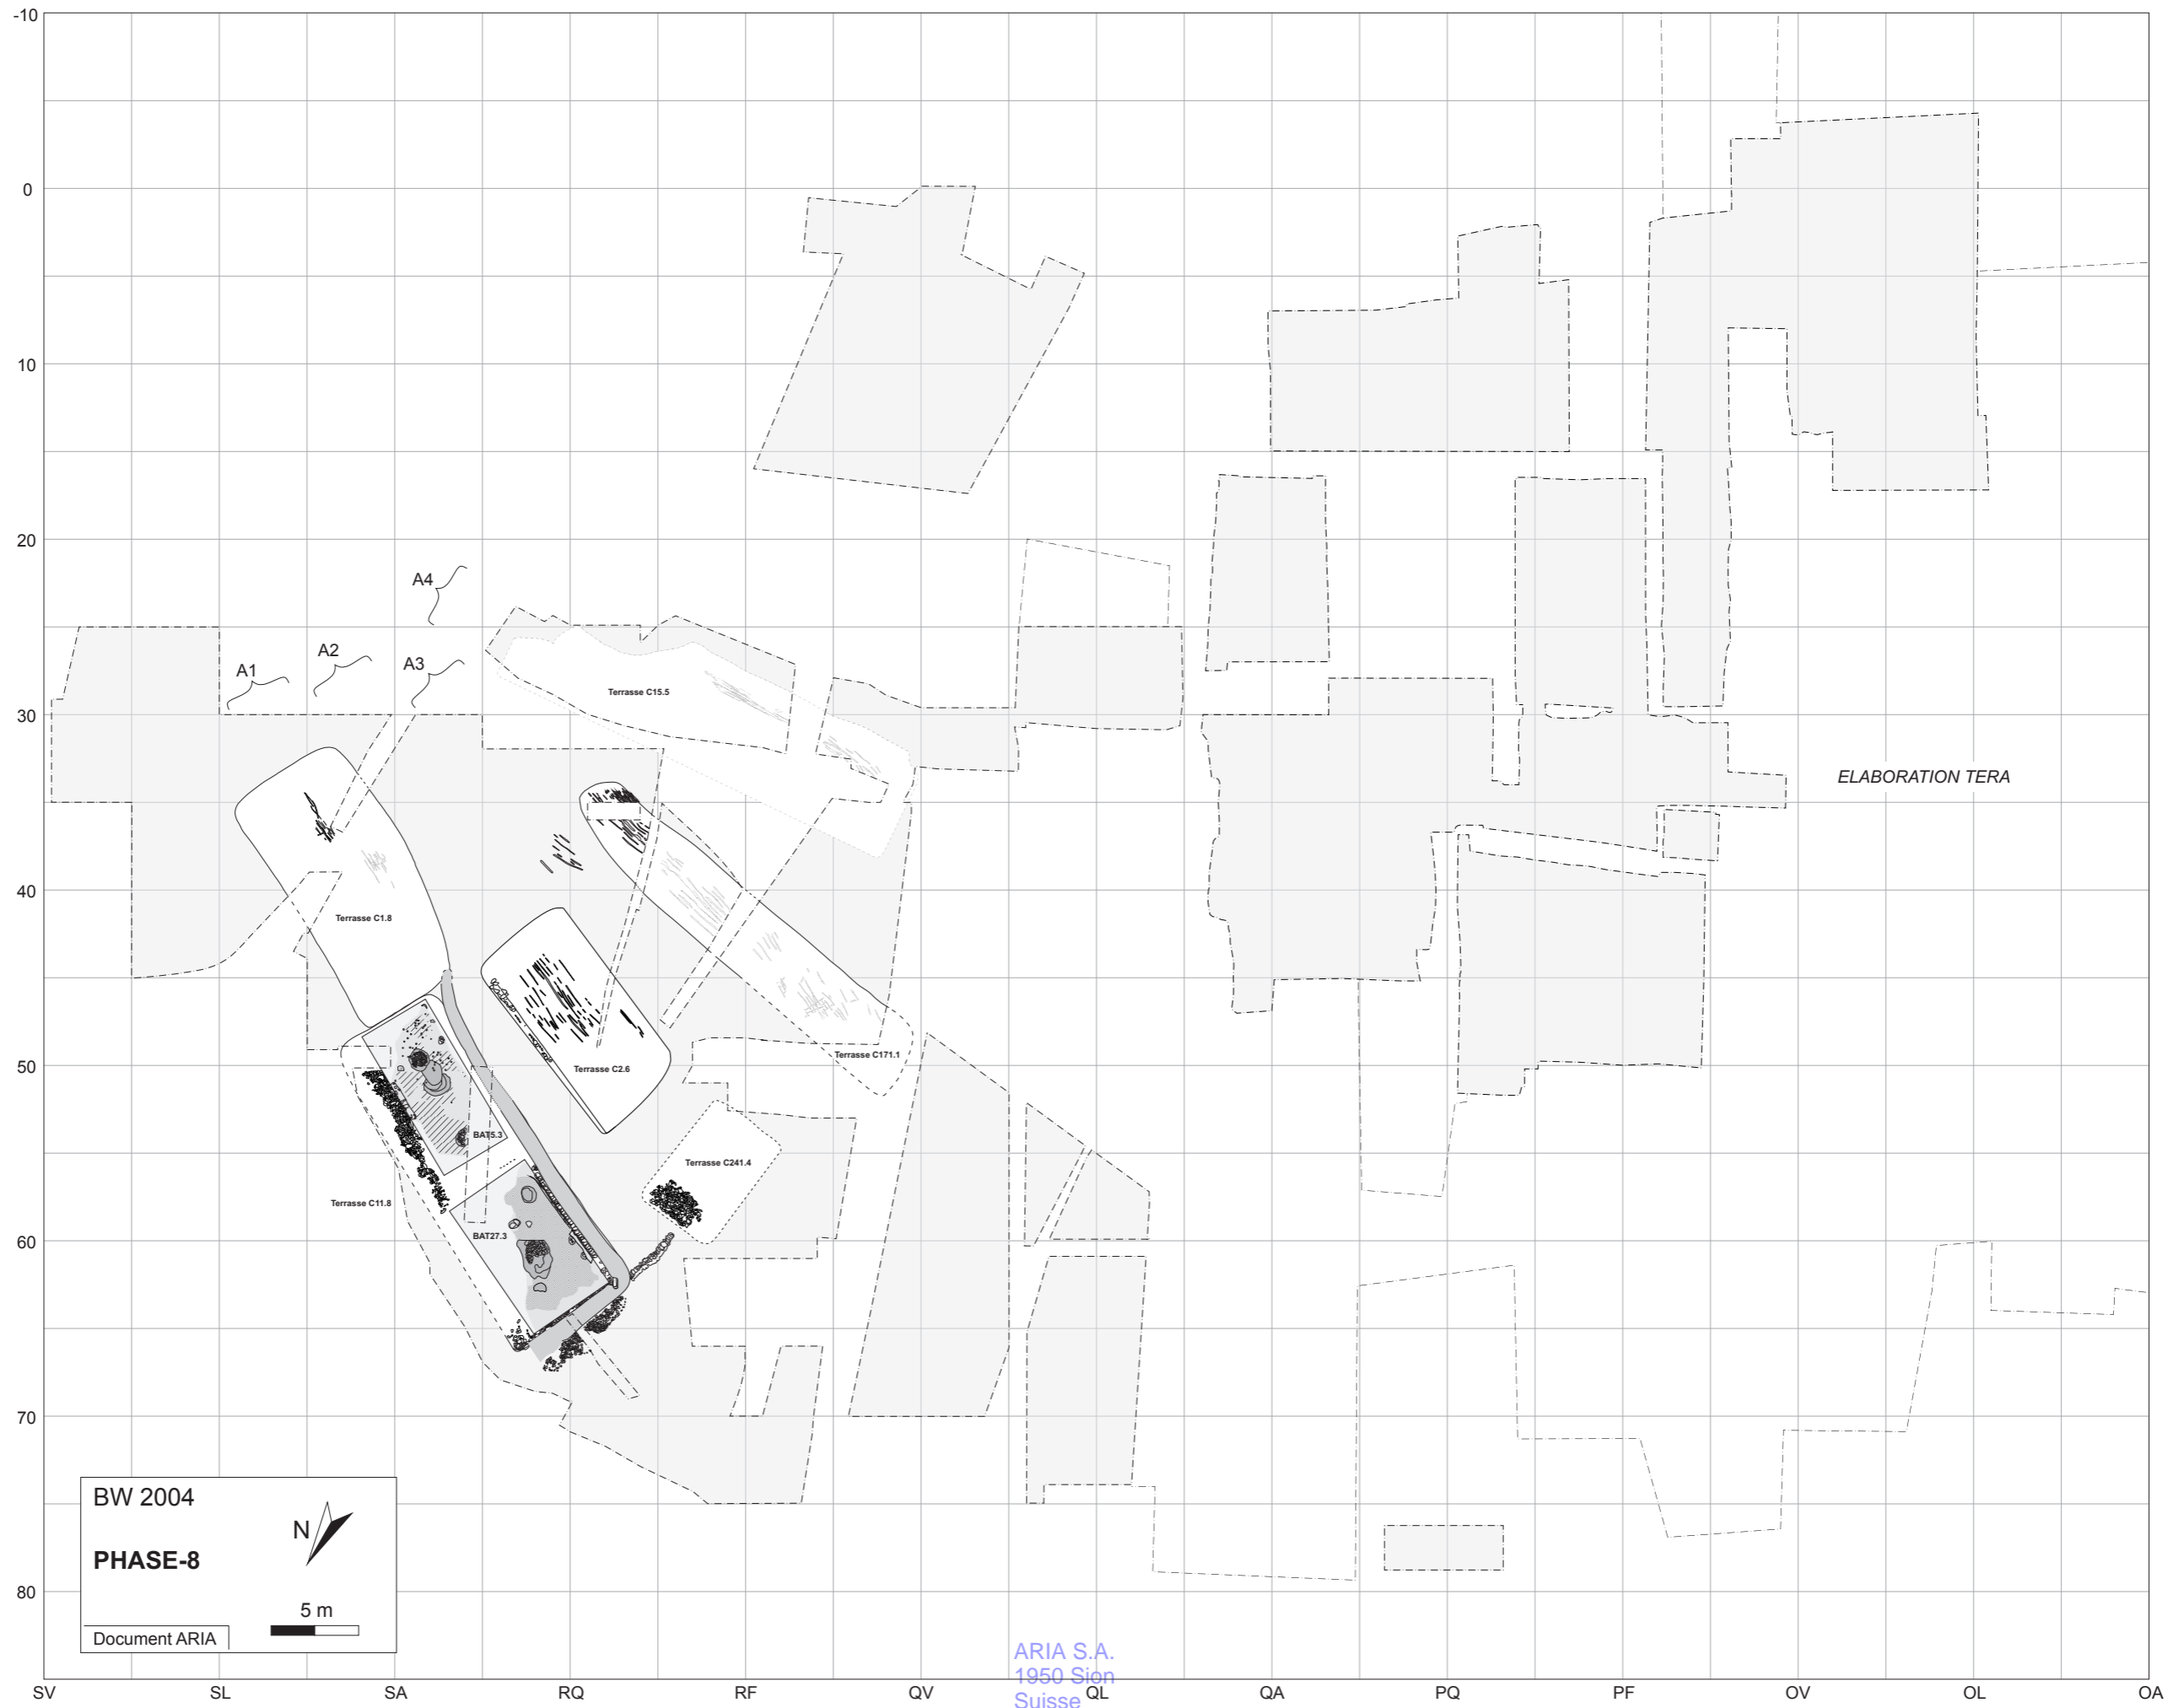 -10
0
10
20
A4
A2
A3
A1
Terrasse C15.5
30
ELABORATION TERA
40
Terrasse C1.8
Terrasse C171.1
50
Terrasse C2.6
BAT5.3
Terrasse C241.4
Terrasse C11.8
BAT27.3
60
70
BW 2004
N
PHASE-8
80
5 m
Document ARIA
ARIA S.A.
1950 Sion
Suisse
SV SL SA RQ RF QV QL QA PQ PF OV OL OA